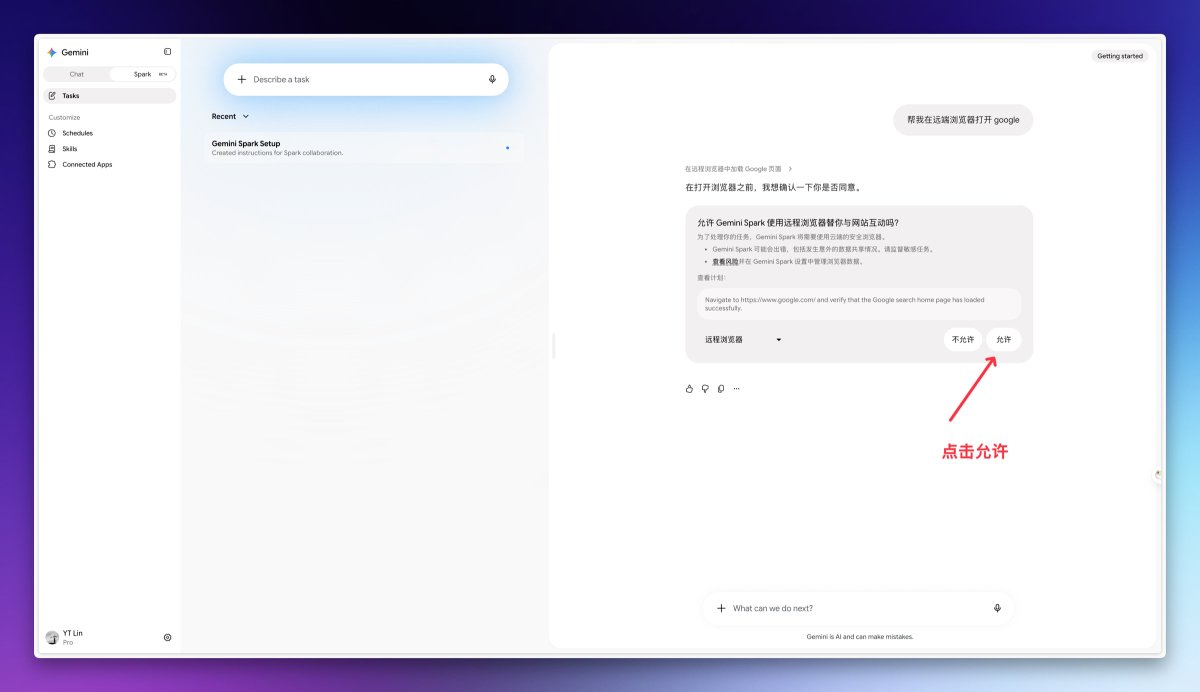 Gemini
Chat
Spark BETA
Tasks
Customize
Schedules
Skills
Connected Apps
YT Lin
Pro
Describe a task
Recent
Gemini Spark Setup
Created instructions for Spark collaboration.
Getting started
帮我在远端浏览器打开 google
在远程浏览器中加载 Google 页面
在打开浏览器之前，我想确认一下你是否同意。
允许 Gemini Spark 使用远程浏览器替你与网站互动吗?
为了处理你的任务，Gemini Spark 将需要使用云端的安全浏览器。
• Gemini Spark 可能会出错，包括发生意外的数据共享情况。请监督敏感任务。
• 查看风险并在 Gemini Spark 设置中管理浏览器数据。
查看计划:
Navigate to https://www.google.com/ and verify that the Google search home page has loaded
successfully.
远程浏览器
不允许
允许
点击允许
What can we do next?
Gemini is AI and can make mistakes.